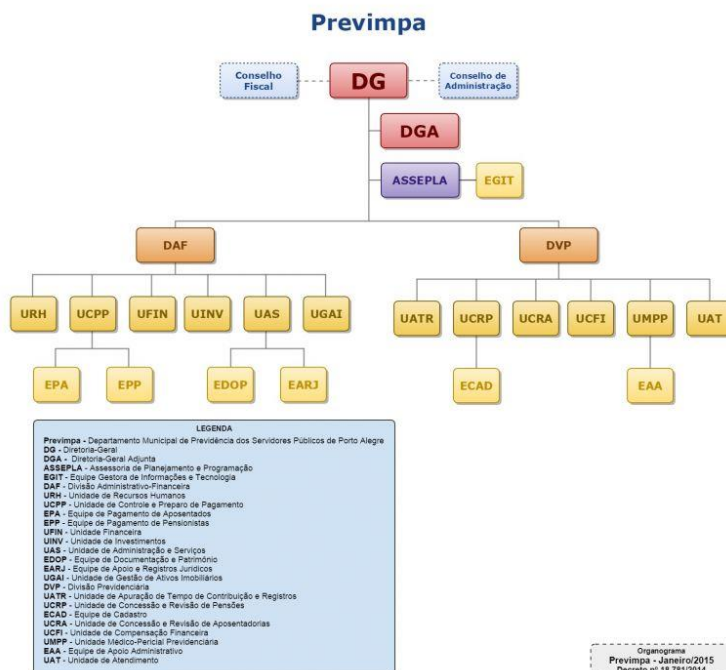 Previmpa
Conselho
Fiscal
DG
Conselho de
Administração
DGA
ASSEPLA
EGIT
DAF
DVP
URH
UCPP
UFIN
UINV
UAS
UGAI
UATR
UCRP
UCRA
UCFI
UMPP
UAT
EPA
EPP
EDOP
EARJ
ECAD
EAA
LEGENDA
Previmpa - Departamento Municipal de Previdência dos Servidores Públicos de Porto Alegre
DG - Diretoria-Geral
DGA - Diretoria-Geral Adjunta
ASSEPLA - Assessoria de Planejamento e Programação
EGIT - Equipe Gestora de Informações e Tecnologia
DAF - Divisão Administrativo-Financeira
URH - Unidade de Recursos Humanos
UCPP - Unidade de Controle e Preparo de Pagamento
EPA - Equipe de Pagamento de Aposentados
EPP - Equipe de Pagamento de Pensionistas
UFIN - Unidade Financeira
UINV - Unidade de Investimentos
UAS - Unidade de Administração e Serviços
EDOP - Equipe de Documentação e Patrimônio
EARJ - Equipe de Apoio e Registros Jurídicos
UGAI - Unidade de Gestão de Ativos Imobiliários
DVP - Divisão Previdenciária
UATR - Unidade de Apuração de Tempo de Contribuição e Registros
UCRP - Unidade de Concessão e Revisão de Pensões
ECAD - Equipe de Cadastro
UCRA - Unidade de Concessão e Revisão de Aposentadorias
UCFI - Unidade de Compensação Financeira
UMPP - Unidade Médico-Pericial Previdenciária
EAA - Equipe de Apoio Administrativo
UAT - Unidade de Atendimento
Organograma
Previmpa - Janeiro/2015
Decreto nº 18.781/2014